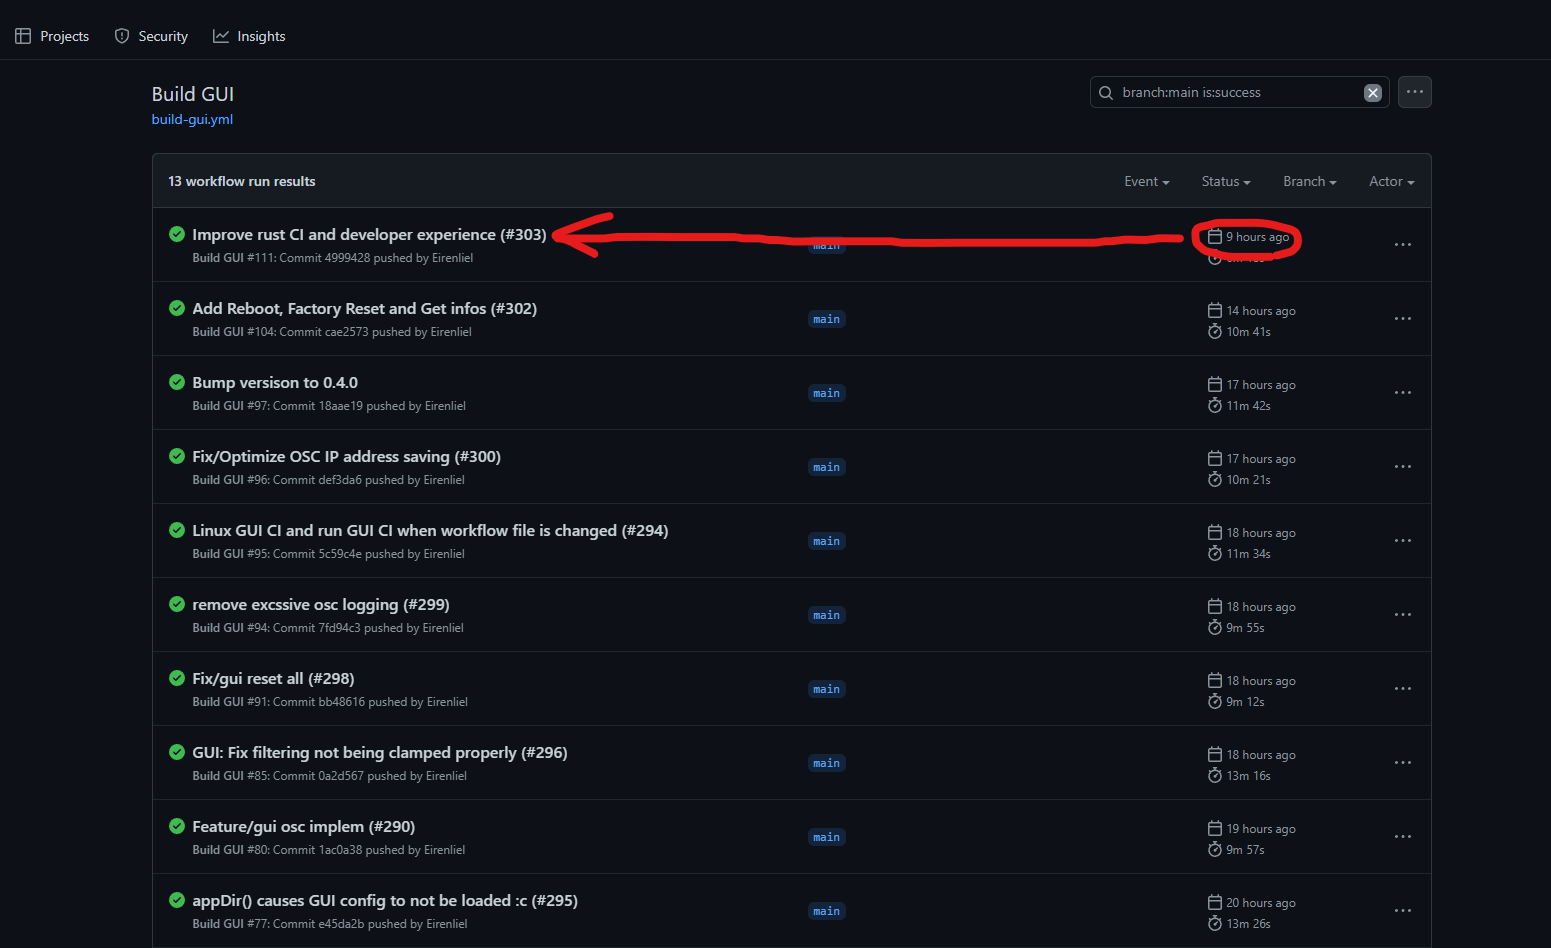 Projects Security Insights
Build GUI
branch:main is:success
build-gui.yml
13 workflow run results Event Status Branch Actor
Improve rust CI and developer experience (#303)
main 9 hours ago
Build GUI #111: Commit 4999428 pushed by Eirenliel
Add Reboot, Factory Reset and Get infos (#302)
main 14 hours ago
Build GUI #104: Commit cae2573 pushed by Eirenliel
10m 41s
Bump versison to 0.4.0
main 17 hours ago
Build GUI #97: Commit 18aae19 pushed by Eirenliel
11m 42s
Fix/Optimize OSC IP address saving (#300)
main 17 hours ago
Build GUI #96: Commit def3da6 pushed by Eirenliel
10m 21s
Linux GUI CI and run GUI CI when workflow file is changed (#294)
main 18 hours ago
Build GUI #95: Commit 5c59c4e pushed by Eirenliel
11m 34s
remove excssive osc logging (#299)
main 18 hours ago
Build GUI #94: Commit 7fd94c3 pushed by Eirenliel
9m 55s
Fix/gui reset all (#298)
main 18 hours ago
Build GUI #91: Commit bb48616 pushed by Eirenliel
9m 12s
GUI: Fix filtering not being clamped properly (#296)
main 18 hours ago
Build GUI #85: Commit 0a2d567 pushed by Eirenliel
13m 16s
Feature/gui osc implem (#290)
main 19 hours ago
Build GUI #80: Commit 1ac0a38 pushed by Eirenliel
9m 57s
appDir() causes GUI config to not be loaded :c (#295)
main 20 hours ago
Build GUI #77: Commit e45da2b pushed by Eirenliel
13m 26s